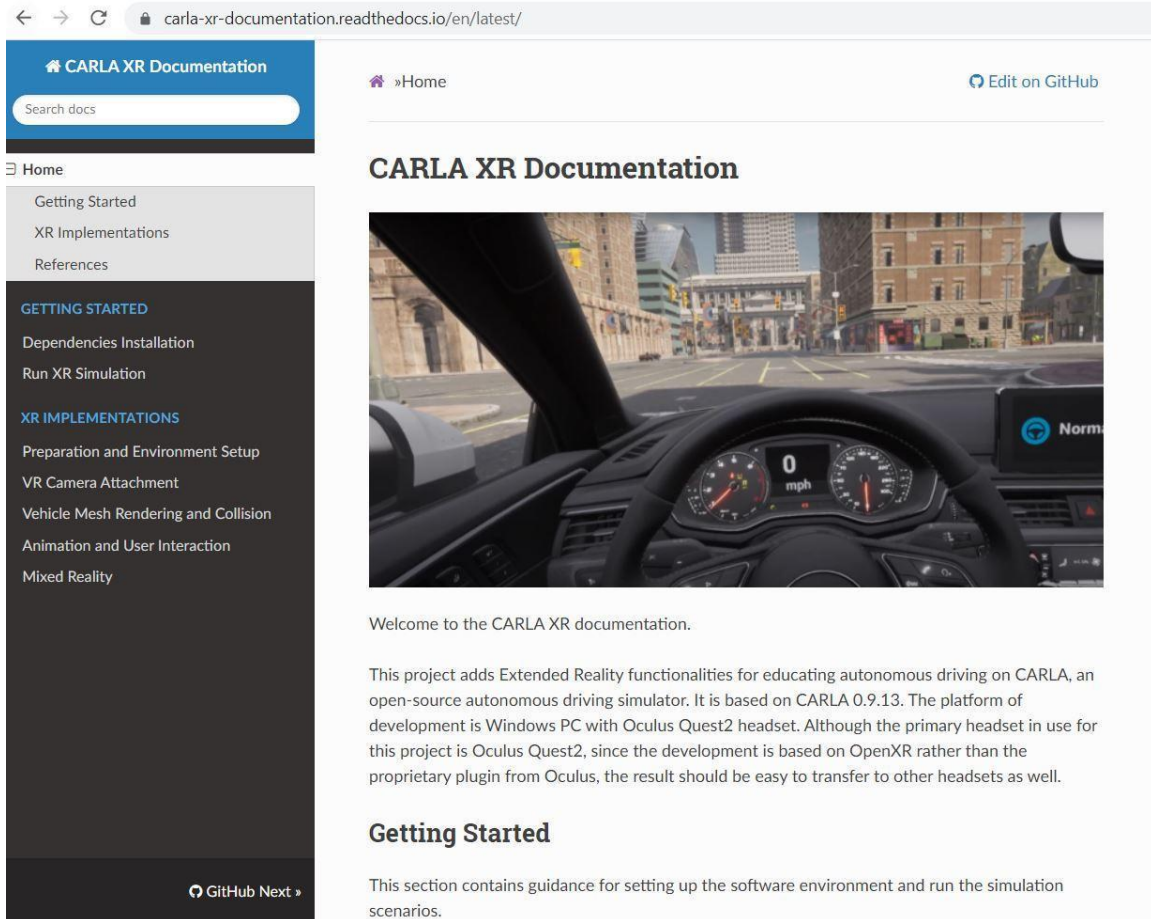 carla-xr-documentation.readthedocs.io/en/latest/
CARLA XR Documentation
Search docs
Home
Getting Started
XR Implementations
References
GETTING STARTED
Dependencies Installation
Run XR Simulation
XR IMPLEMENTATIONS
Preparation and Environment Setup
VR Camera Attachment
Vehicle Mesh Rendering and Collision
Animation and User Interaction
Mixed Reality
GitHub Next »
»Home
Edit on GitHub
CARLA XR Documentation
0
mph
Norma
Welcome to the CARLA XR documentation.
This project adds Extended Reality functionalities for educating autonomous driving on CARLA, an
open-source autonomous driving simulator. It is based on CARLA 0.9.13. The platform of
development is Windows PC with Oculus Quest2 headset. Although the primary headset in use for
this project is Oculus Quest2, since the development is based on OpenXR rather than the
proprietary plugin from Oculus, the result should be easy to transfer to other headsets as well.
Getting Started
This section contains guidance for setting up the software environment and run the simulation
scenarios.